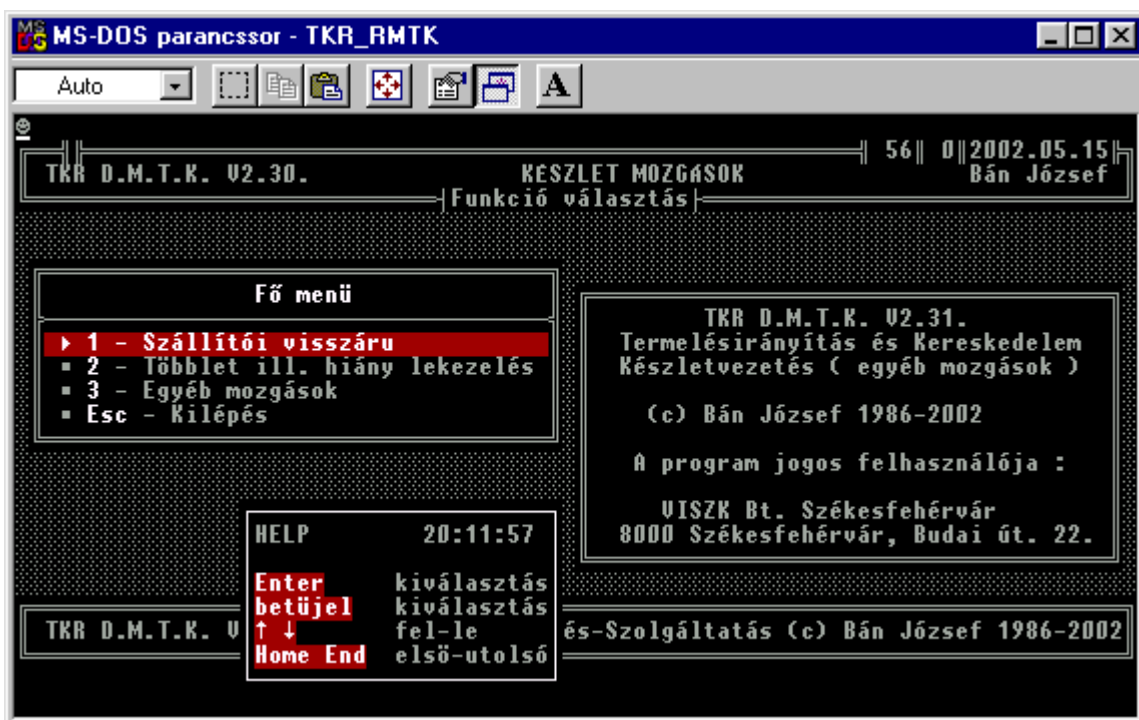 MS-DOS parancssor - TKR_RMTK
Auto
A
56 0 2002.05.15
TKR D.M.T.K. V2.30. KÉSZLET MOZGÁSOK Bán József
Funkció választás
Fő menü
1 - Szállítói visszáru
2 - Többlet ill. hiány lekezelés
3 - Egyéb mozgások
Esc - Kilépés
TKR D.M.T.K. V2.31.
Termelésirányítás és Kereskedelem
Készletvezetés ( egyéb mozgások )
(c) Bán József 1986-2002
A program jogos felhasználója :
VISZK Bt. Székesfehérvár
8000 Székesfehérvár, Budai út. 22.
HELP 20:11:57
Enter kiválasztás
betüjel kiválasztás
↑ ↓ fel-le
Home End elsö-utolsó
TKR D.M.T.K. V és-Szolgáltatás (c) Bán József 1986-2002